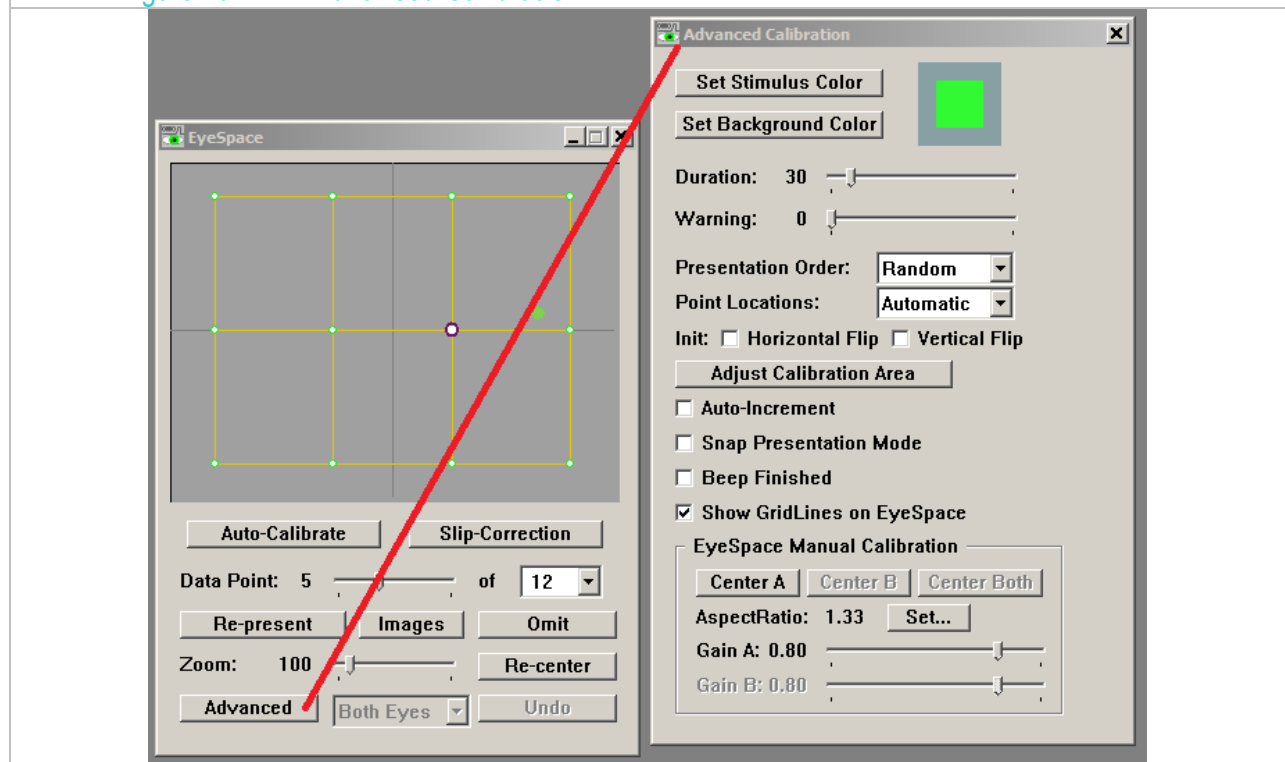 EyeSpace
Auto-Calibrate Slip-Correction
Data Point: 5 of 12
Re-present Images Omit
Zoom: 100 Re-center
Advanced Both Eyes Undo
Advanced Calibration
Set Stimulus Color
Set Background Color
Duration: 30
Warning: 0
Presentation Order: Random
Point Locations: Automatic
Init: Horizontal Flip Vertical Flip
Adjust Calibration Area
Auto-Increment
Snap Presentation Mode
Beep Finished
Show GridLines on EyeSpace
EyeSpace Manual Calibration
Center A Center B Center Both
AspectRatio: 1.33 Set...
Gain A: 0.80
Gain B: 0.80